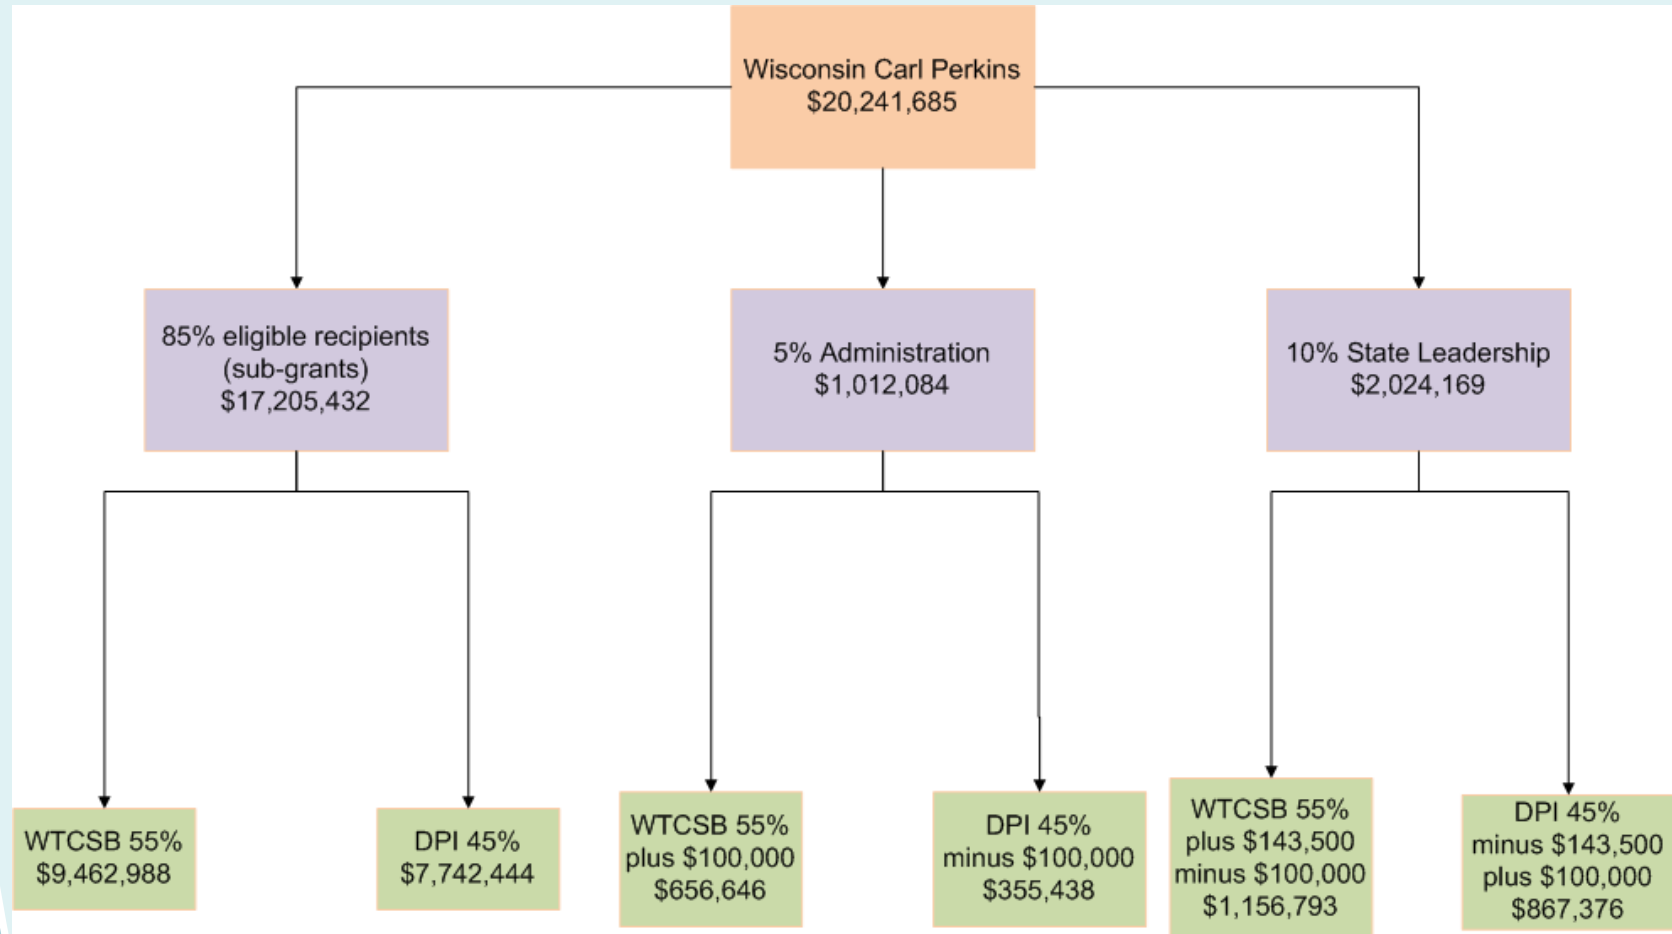 Wisconsin Carl Perkins
$20,241,685
85% eligible recipients
(sub-grants)
$17,205,432
5% Administration
$1,012,084
10% State Leadership
$2,024,169
WTCSB 55%
$9,462,988
DPI 45%
$7,742,444
WTCSB 55%
plus $100,000
$656,646
DPI 45%
minus $100,000
$355,438
WTCSB 55%
plus $143,500
minus $100,000
$1,156,793
DPI 45%
minus $143,500
plus $100,000
$867,376